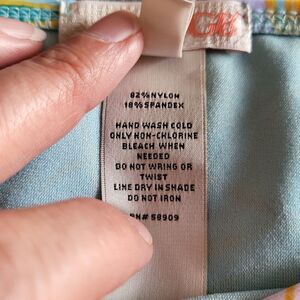 82%NYLON
18%SPANDEX
HAND WASH COLD
ONLY NON-CHLORINE
BLEACH WHEN
NEEDED
DO NOT WRING OR
TWIST
LINE DRY IN SHADE
DO NOT IRON
RN# 58909